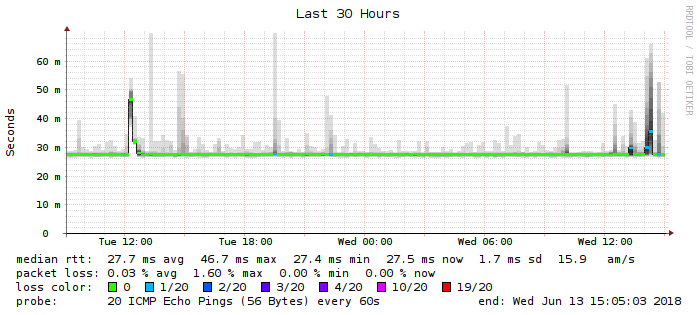 Last 30 Hours
RRDTOOL / TOBI OETIKER
Seconds
60 m
50 m
40 m
30 m
20 m
10 m
0
Tue 12:00 Tue 18:00 Wed 00:00 Wed 06:00 Wed 12:00
median rtt: 27.7 ms avg 46.7 ms max 27.4 ms min 27.5 ms now 1.7 ms sd 15.9 am/s
packet loss: 0.03 % avg 1.60 % max 0.00 % min 0.00 % now
loss color: 0 1/20 2/20 3/20 4/20 10/20 19/20
probe: 20 ICMP Echo Pings (56 Bytes) every 60s end: Wed Jun 13 15:05:03 2018